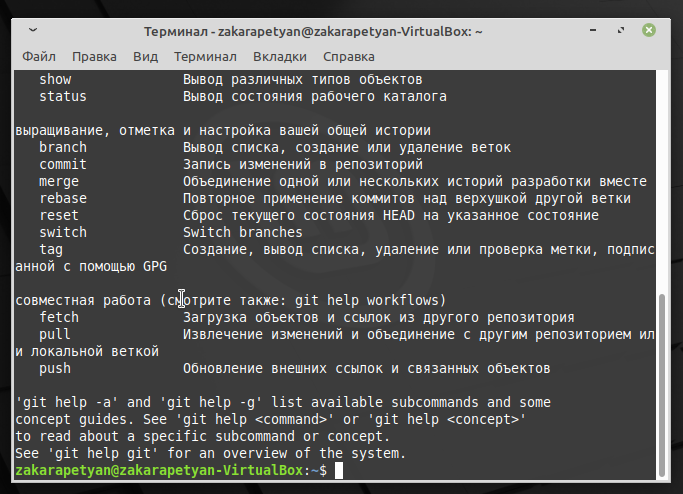 Терминал - zakarapetyan@zakarapetyan-VirtualBox: ~
Файл Правка Вид Терминал Вкладки Справка
show Вывод различных типов объектов
status Вывод состояния рабочего каталога
выращивание, отметка и настройка вашей общей истории
branch Вывод списка, создание или удаление веток
commit Запись изменений в репозиторий
merge Объединение одной или нескольких историй разработки вместе
rebase Повторное применение коммитов над верхушкой другой ветки
reset Сброс текущего состояния HEAD на указанное состояние
switch Switch branches
tag Создание, вывод списка, удаление или проверка метки, подпис
анной с помощью GPG
совместная работа (смотрите также: git help workflows)
fetch Загрузка объектов и ссылок из другого репозитория
pull Извлечение изменений и объединение с другим репозиторием ил
и локальной веткой
push Обновление внешних ссылок и связанных объектов
'git help -a' and 'git help -g' list available subcommands and some
concept guides. See 'git help <command>' or 'git help <concept>'
to read about a specific subcommand or concept.
See 'git help git' for an overview of the system.
zakarapetyan@zakarapetyan-VirtualBox:~$